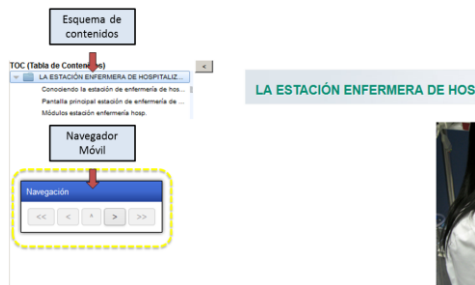 Esquema de
contenidos
TOC (Tabla de Contenidos)
<
LA ESTACIÓN ENFERMERA DE HOSPITALIZ...
Conociendo la estación de enfermería de hos...
Pantalla principal estación de enfermería de ...
Módulos estación enfermería hosp.
LA ESTACIÓN ENFERMERA DE HOS
Navegador
Móvil
Navegación
<< < ^ > >>